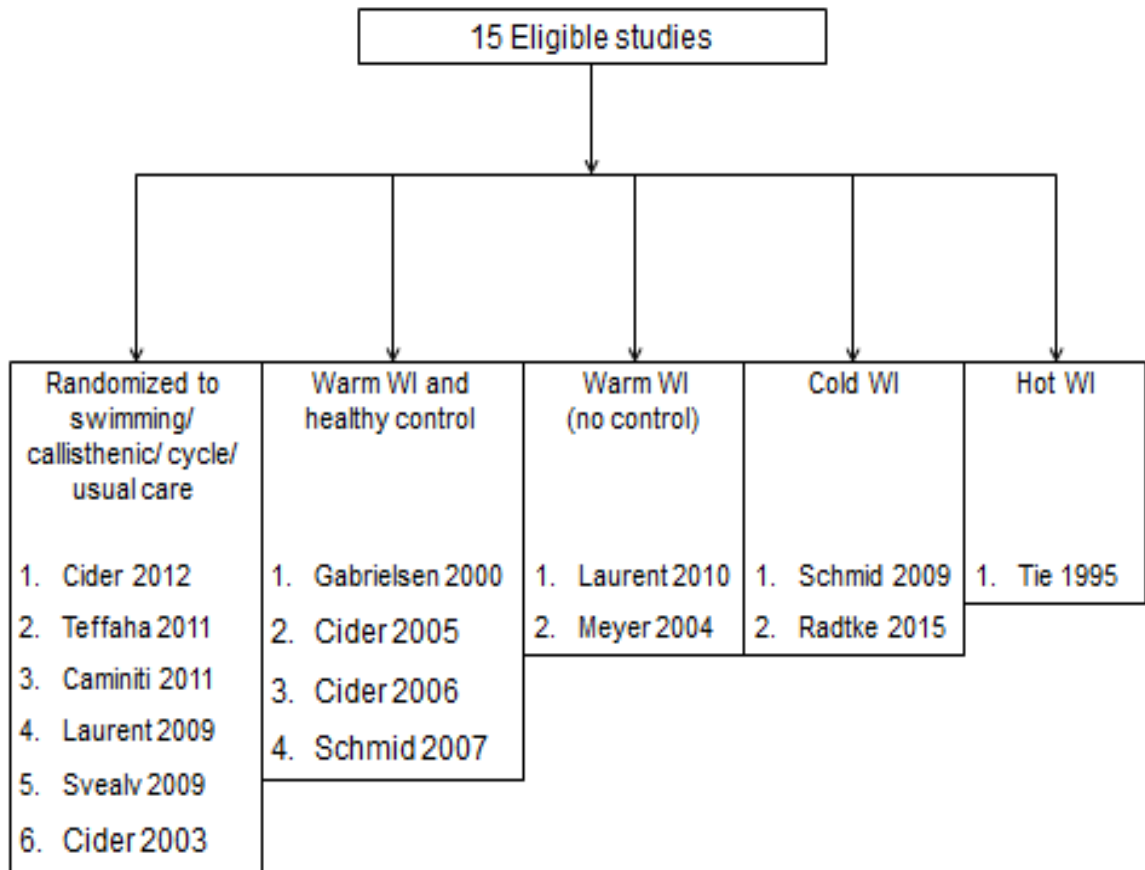 15 Eligible studies
Randomized to
swimming/
callisthenic/ cycle/
usual care
1. Cider 2012
2. Teffaha 2011
3. Caminiti 2011
4. Laurent 2009
5. Svealv 2009
6. Cider 2003
Warm WI and
healthy control
1. Gabrielsen 2000
2. Cider 2005
3. Cider 2006
4. Schmid 2007
Warm WI
(no control)
1. Laurent 2010
2. Meyer 2004
Cold WI
1. Schmid 2009
2. Radtke 2015
Hot WI
1. Tie 1995